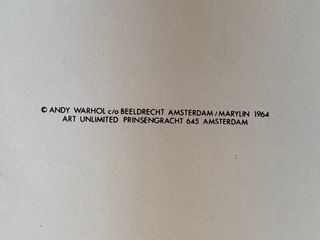 © ANDY WARHOL c/o BEELDRECHT AMSTERDAM / MARYLIN 1964
ART UNLIMITED PRINSENGRACHT 645 AMSTERDAM